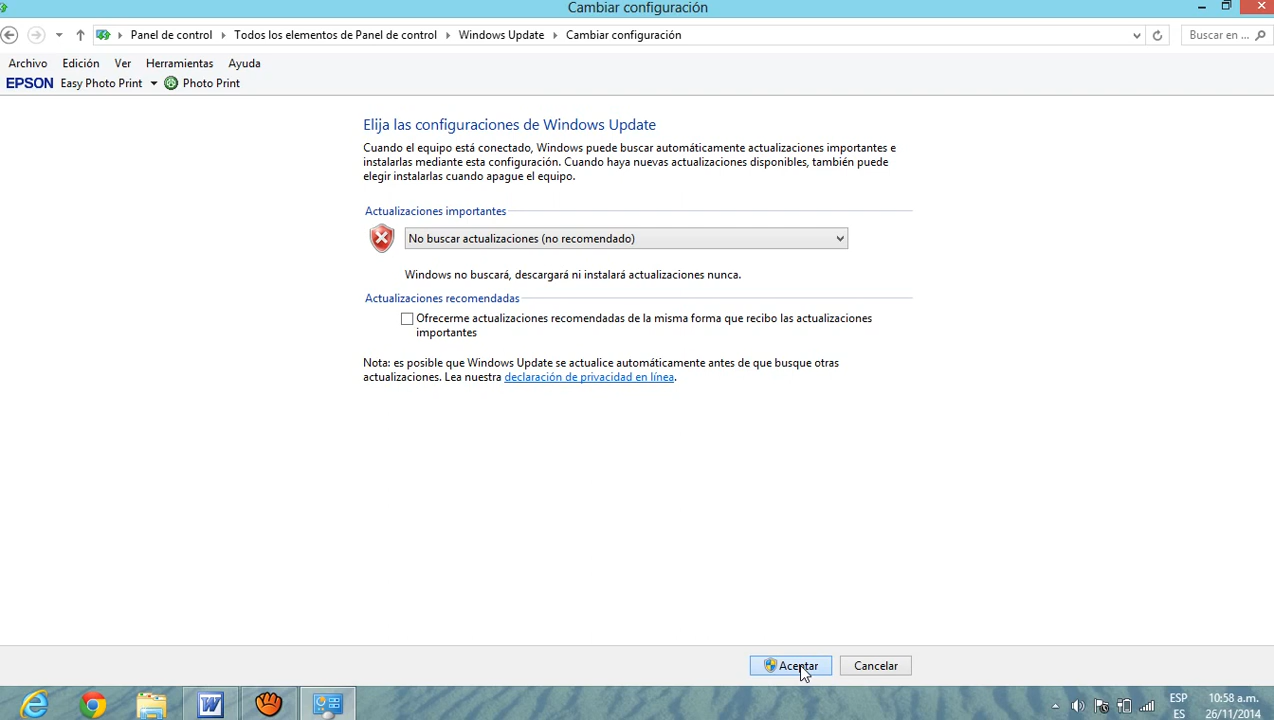 Cambiar configuración
Panel de control Todos los elementos de Panel de control Windows Update Cambiar configuración Buscar en ...
Archivo Edición Ver Herramientas Ayuda
EPSON Easy Photo Print Photo Print
Elija las configuraciones de Windows Update
Cuando el equipo está conectado, Windows puede buscar automáticamente actualizaciones importantes e
instalarlas mediante esta configuración. Cuando haya nuevas actualizaciones disponibles, también puede
elegir instalarlas cuando apague el equipo.
Actualizaciones importantes
No buscar actualizaciones (no recomendado)
Windows no buscará, descargará ni instalará actualizaciones nunca.
Actualizaciones recomendadas
Ofrecerme actualizaciones recomendadas de la misma forma que recibo las actualizaciones
importantes
Nota: es posible que Windows Update se actualice automáticamente antes de que busque otras
actualizaciones. Lea nuestra declaración de privacidad en línea.
Aceptar Cancelar
ESP 10:58 a.m.
ES 26/11/2014